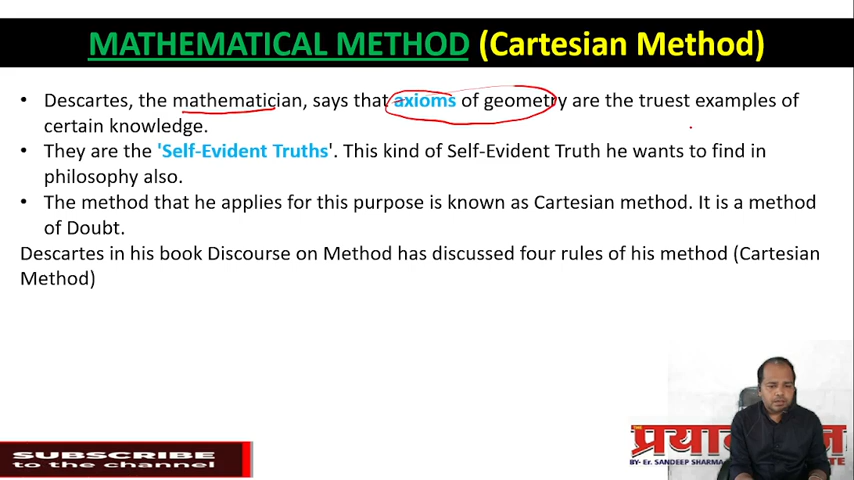 MATHEMATICAL METHOD (Cartesian Method)
• Descartes, the mathematician, says that axioms of geometry are the truest examples of
certain knowledge.
• They are the 'Self-Evident Truths'. This kind of Self-Evident Truth he wants to find in
philosophy also.
• The method that he applies for this purpose is known as Cartesian method. It is a method
of Doubt.
Descartes in his book Discourse on Method has discussed four rules of his method (Cartesian
Method)
THE
BY- Er. SANDEEP SHARMA
SUBSCRIBE
to the channel